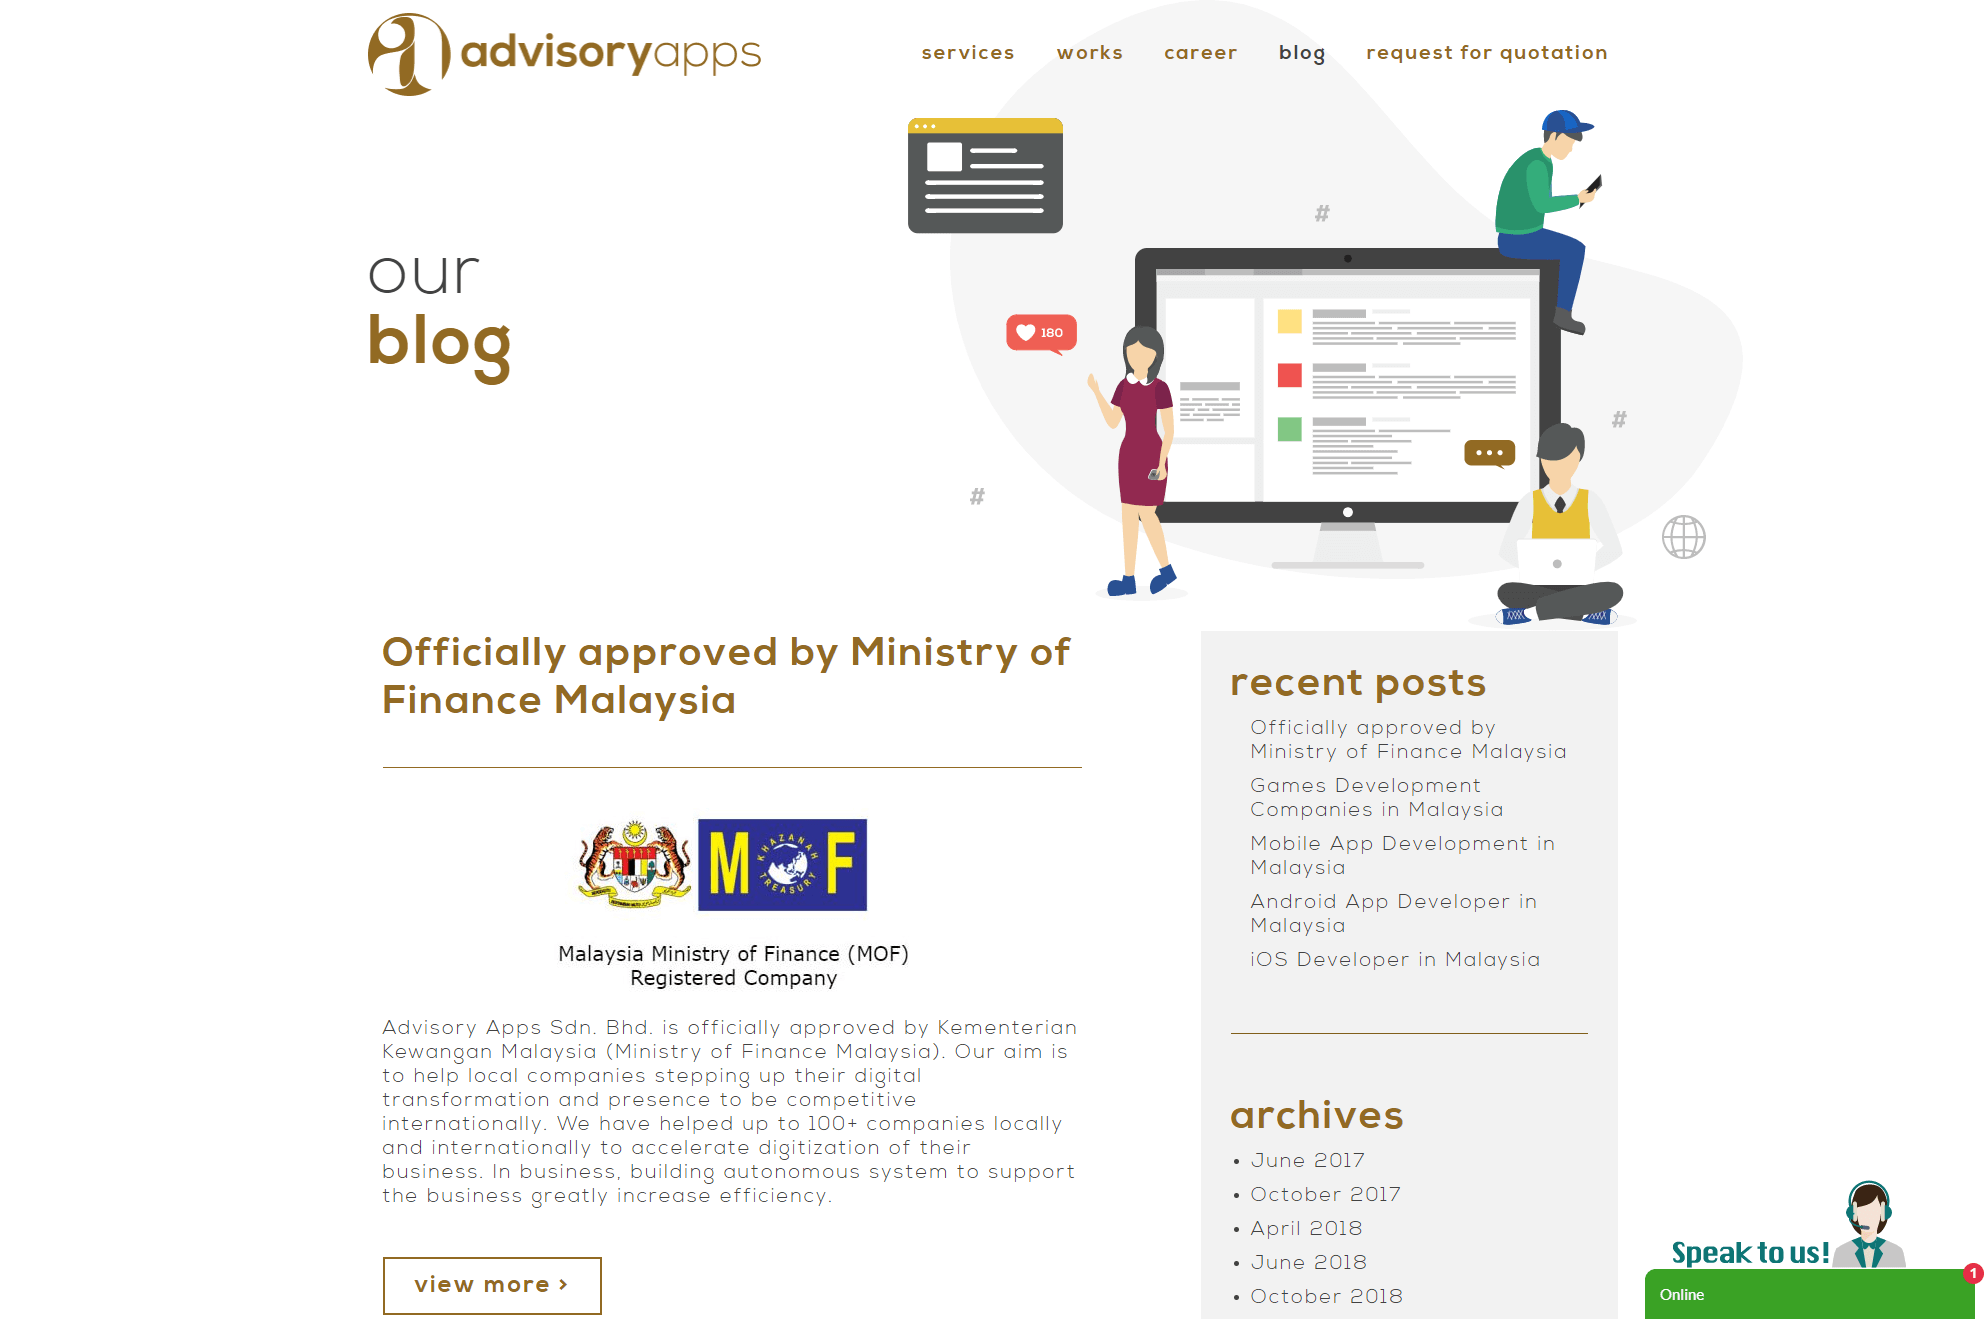 advisoryapps
services works career blog request for quotation
our
blog
#
180
#
#
Officially approved by Ministry of
Finance Malaysia
M F
KHAZANAH
TREASURY
Malaysia Ministry of Finance (MOF)
Registered Company
Advisory Apps Sdn. Bhd. is officially approved by Kementerian
Kewangan Malaysia (Ministry of Finance Malaysia). Our aim is
to help local companies stepping up their digital
transformation and presence to be competitive
internationally. We have helped up to 100+ companies locally
and internationally to accelerate digitization of their
business. In business, building autonomous system to support
the business greatly increase efficiency.
view more >
recent posts
Officially approved by
Ministry of Finance Malaysia
Games Development
Companies in Malaysia
Mobile App Development in
Malaysia
Android App Developer in
Malaysia
iOS Developer in Malaysia
archives
• June 2017
• October 2017
• April 2018
• June 2018
• October 2018
Speak to us!
1
Online